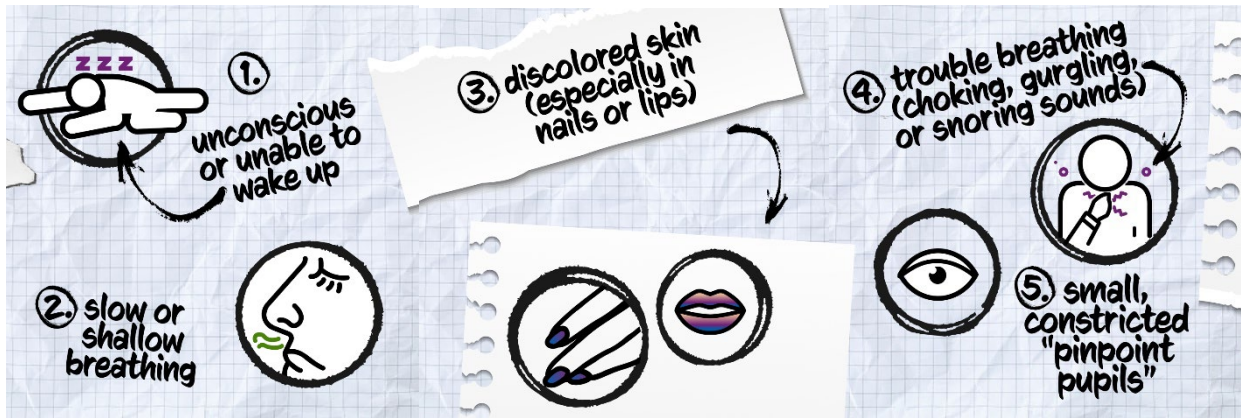 zzz
1.
unconscious
or unable to
wake up
2. slow or
shallow
breathing
3. discolored skin
(especially in
nails or lips)
4. trouble breathing
(choking, gurgling,
or snoring sounds)
5. small,
constricted
"pinpoint
pupils"